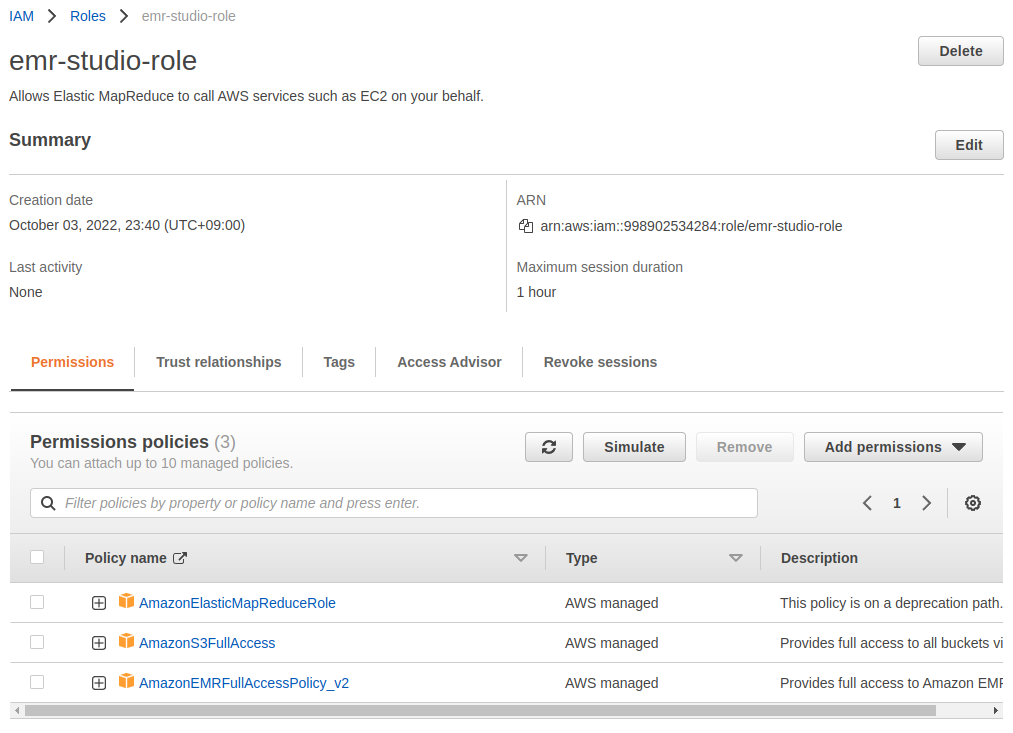 IAM > Roles > emr-studio-role
emr-studio-role
Delete
Allows Elastic MapReduce to call AWS services such as EC2 on your behalf.
Summary
Edit
Creation date
October 03, 2022, 23:40 (UTC+09:00)
ARN
arn:aws:iam::998902534284:role/emr-studio-role
Last activity
None
Maximum session duration
1 hour
Permissions
Trust relationships
Tags
Access Advisor
Revoke sessions
Permissions policies (3)
You can attach up to 10 managed policies.
Simulate
Remove
Add permissions
Filter policies by property or policy name and press enter.
1
Policy name
Type
Description
AmazonElasticMapReduceRole AWS managed This policy is on a deprecation path.
AmazonS3FullAccess AWS managed Provides full access to all buckets vi
AmazonEMRFullAccessPolicy_v2 AWS managed Provides full access to Amazon EMR